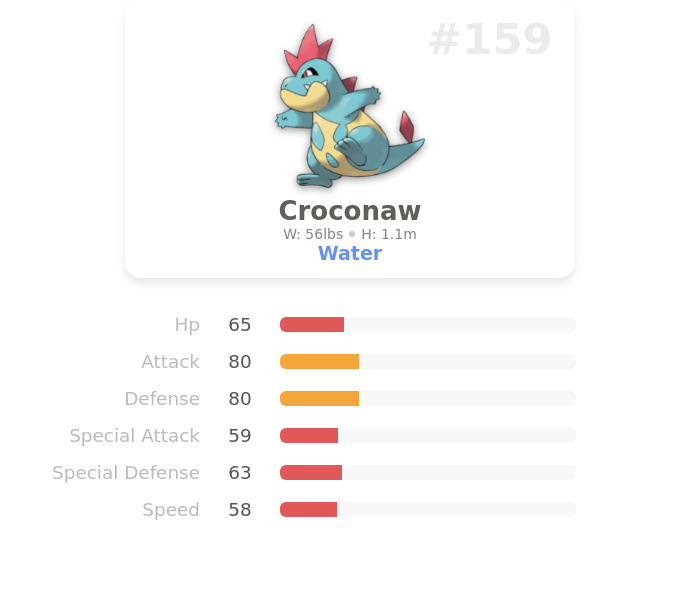 #159
Croconaw
W: 56lbs • H: 1.1m
Water
Hp 65
Attack 80
Defense 80
Special Attack 59
Special Defense 63
Speed 58